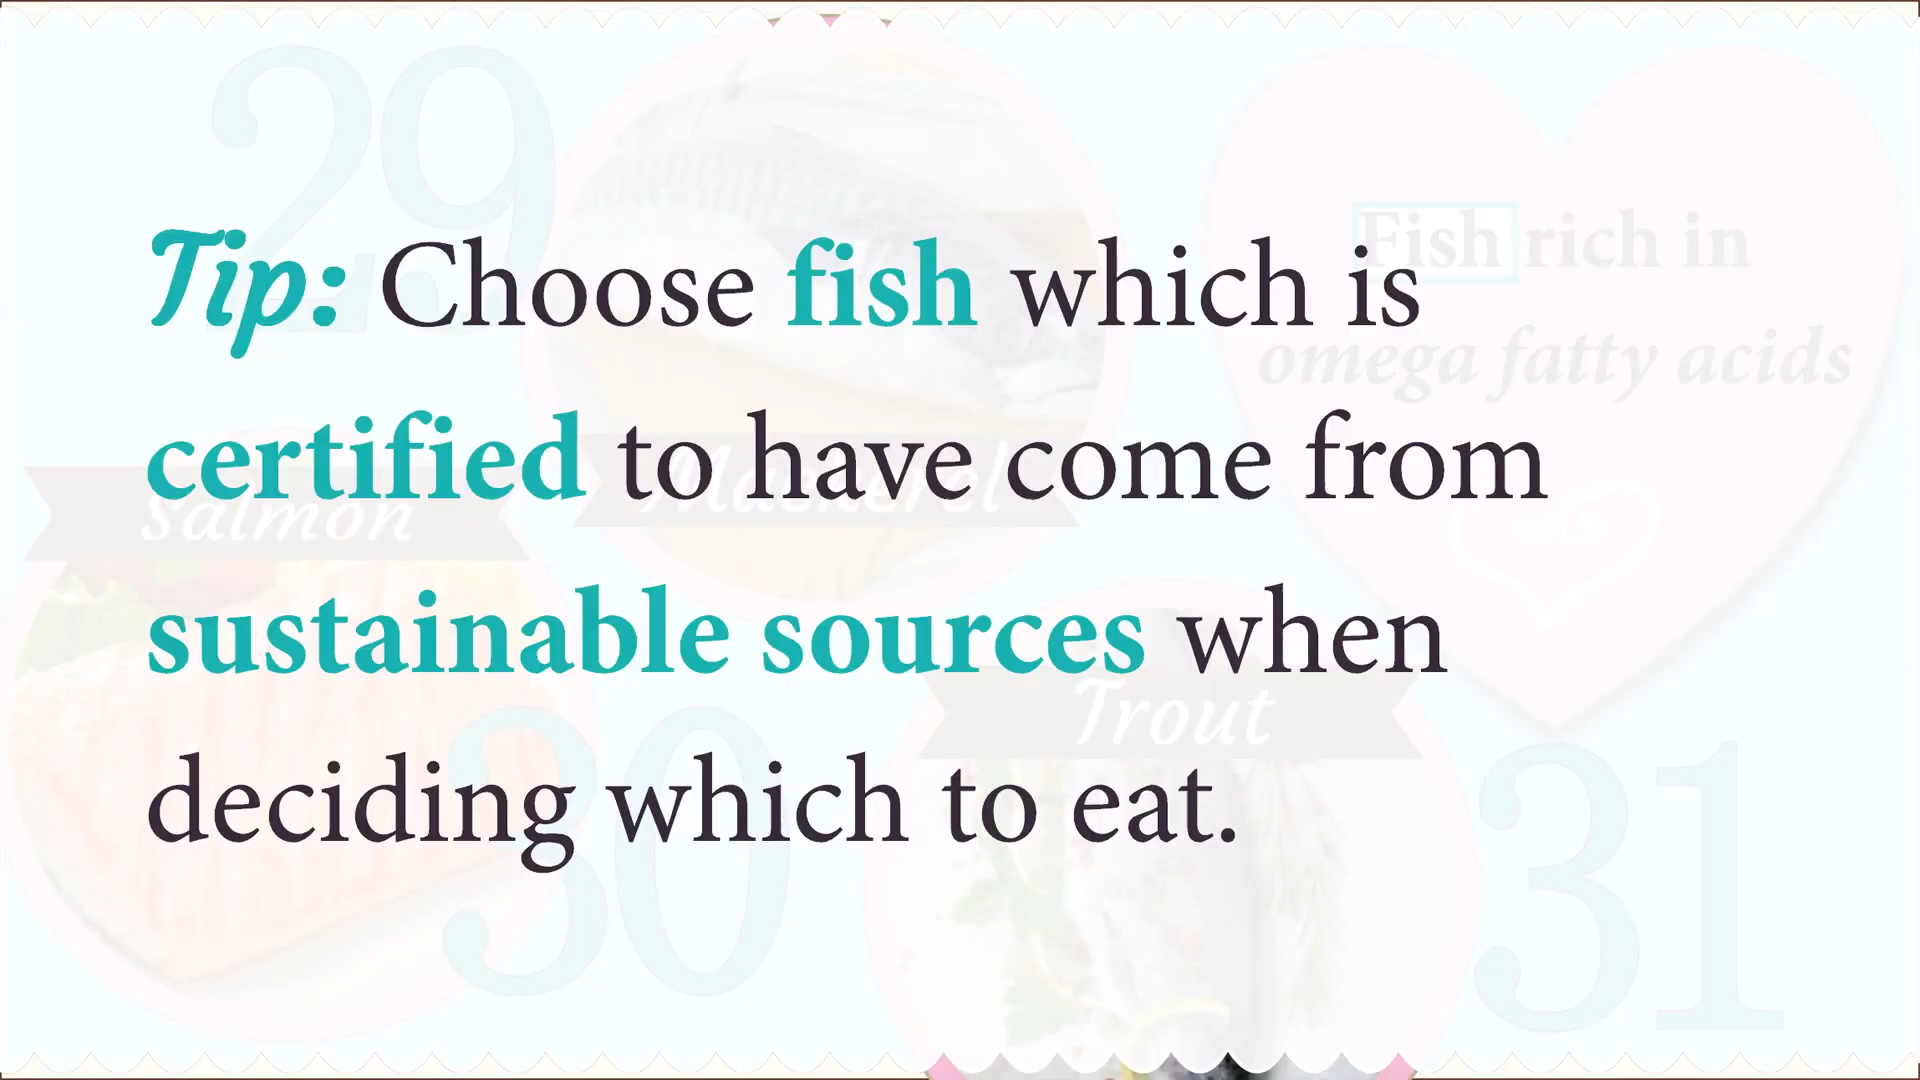 Tip: Choose fish which is
certified to have come from
sustainable sources when
deciding which to eat.
29
Fish rich in
omega fatty acids
Salmon
Mackerel
Trout
30
31